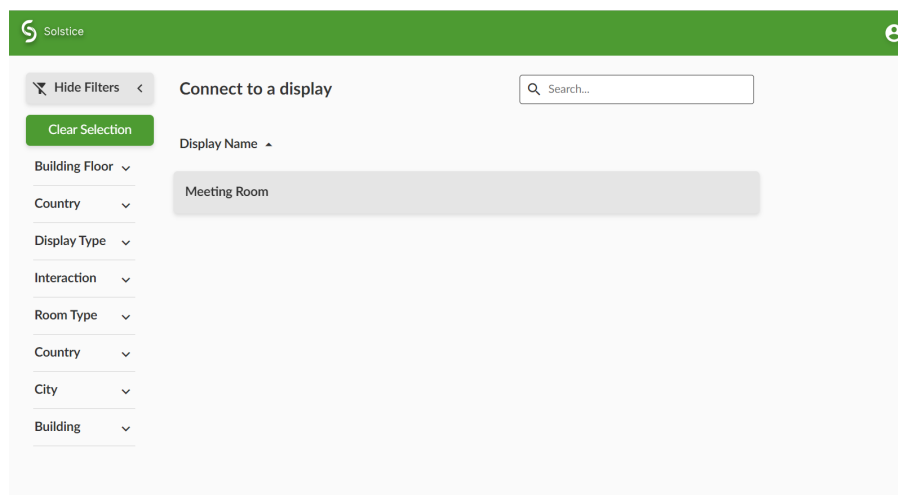 Solstice
Hide Filters
Connect to a display
Search...
Clear Selection
Display Name
Building Floor
Meeting Room
Country
Display Type
Interaction
Room Type
Country
City
Building